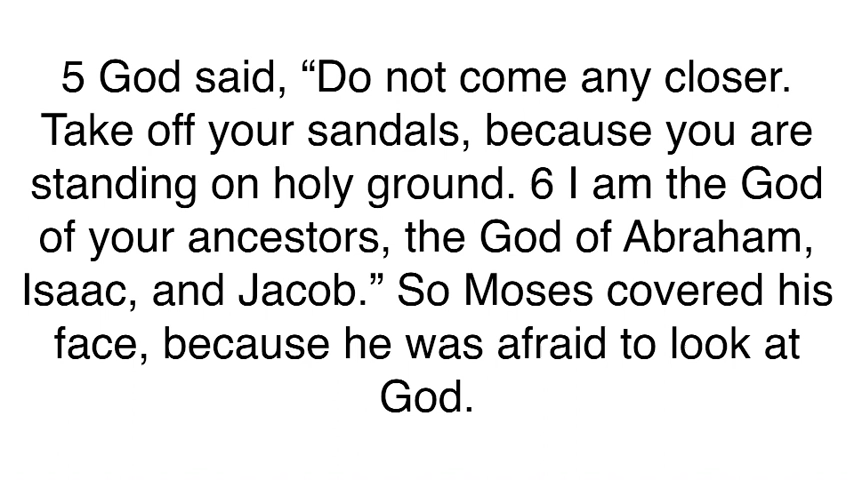 5 God said, “Do not come any closer.
Take off your sandals, because you are
standing on holy ground. 6 I am the God
of your ancestors, the God of Abraham,
Isaac, and Jacob.” So Moses covered his
face, because he was afraid to look at
God.